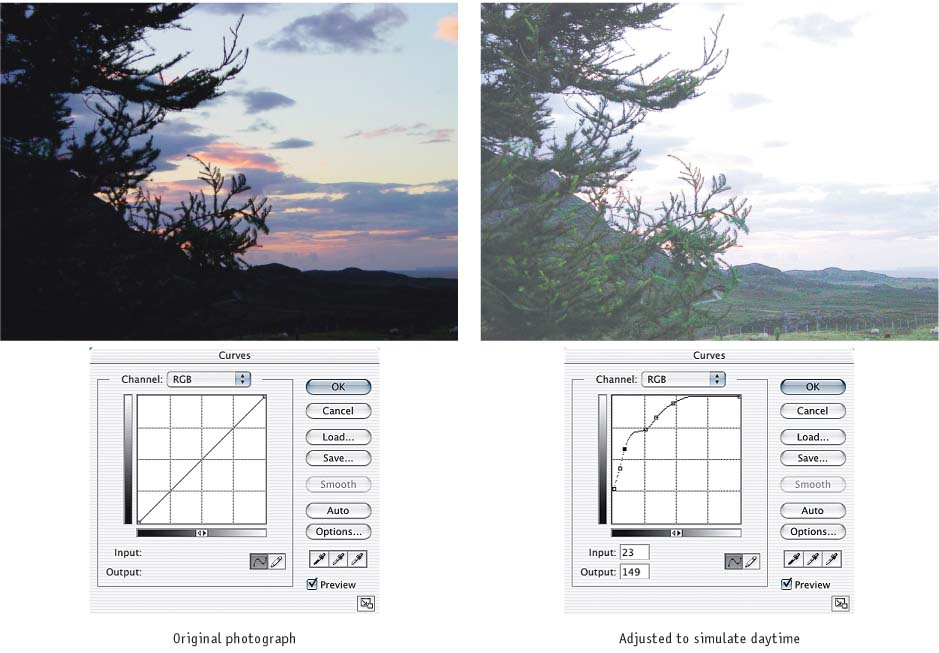 Curves
Channel: RGB
OK
Cancel
Load...
Save...
Smooth
Auto
Options...
Input:
Output:
Preview
Curves
Channel: RGB
OK
Cancel
Load...
Save...
Smooth
Auto
Options...
Input: 23
Output: 149
Preview
Original photograph
Adjusted to simulate daytime